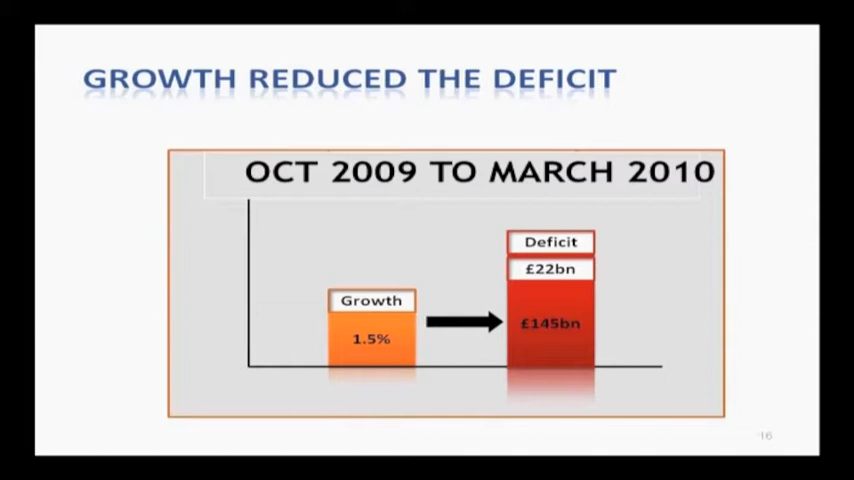 GROWTH REDUCED THE DEFICIT
OCT 2009 TO MARCH 2010
Deficit
£22bn
Growth
£145bn
1.5%
16